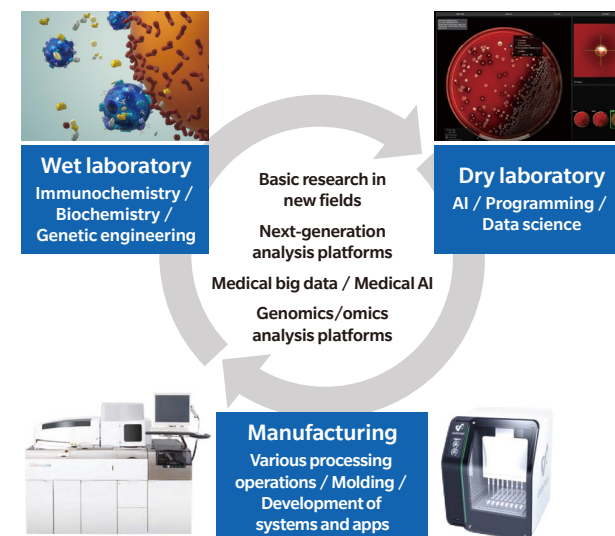 Wet laboratory
Immunochemistry /
Biochemistry /
Genetic engineering
Dry laboratory
AI / Programming /
Data science
Basic research in
new fields
Next-generation
analysis platforms
Medical big data / Medical AI
Genomics/omics
analysis platforms
Manufacturing
Various processing
operations / Molding /
Development of
systems and apps